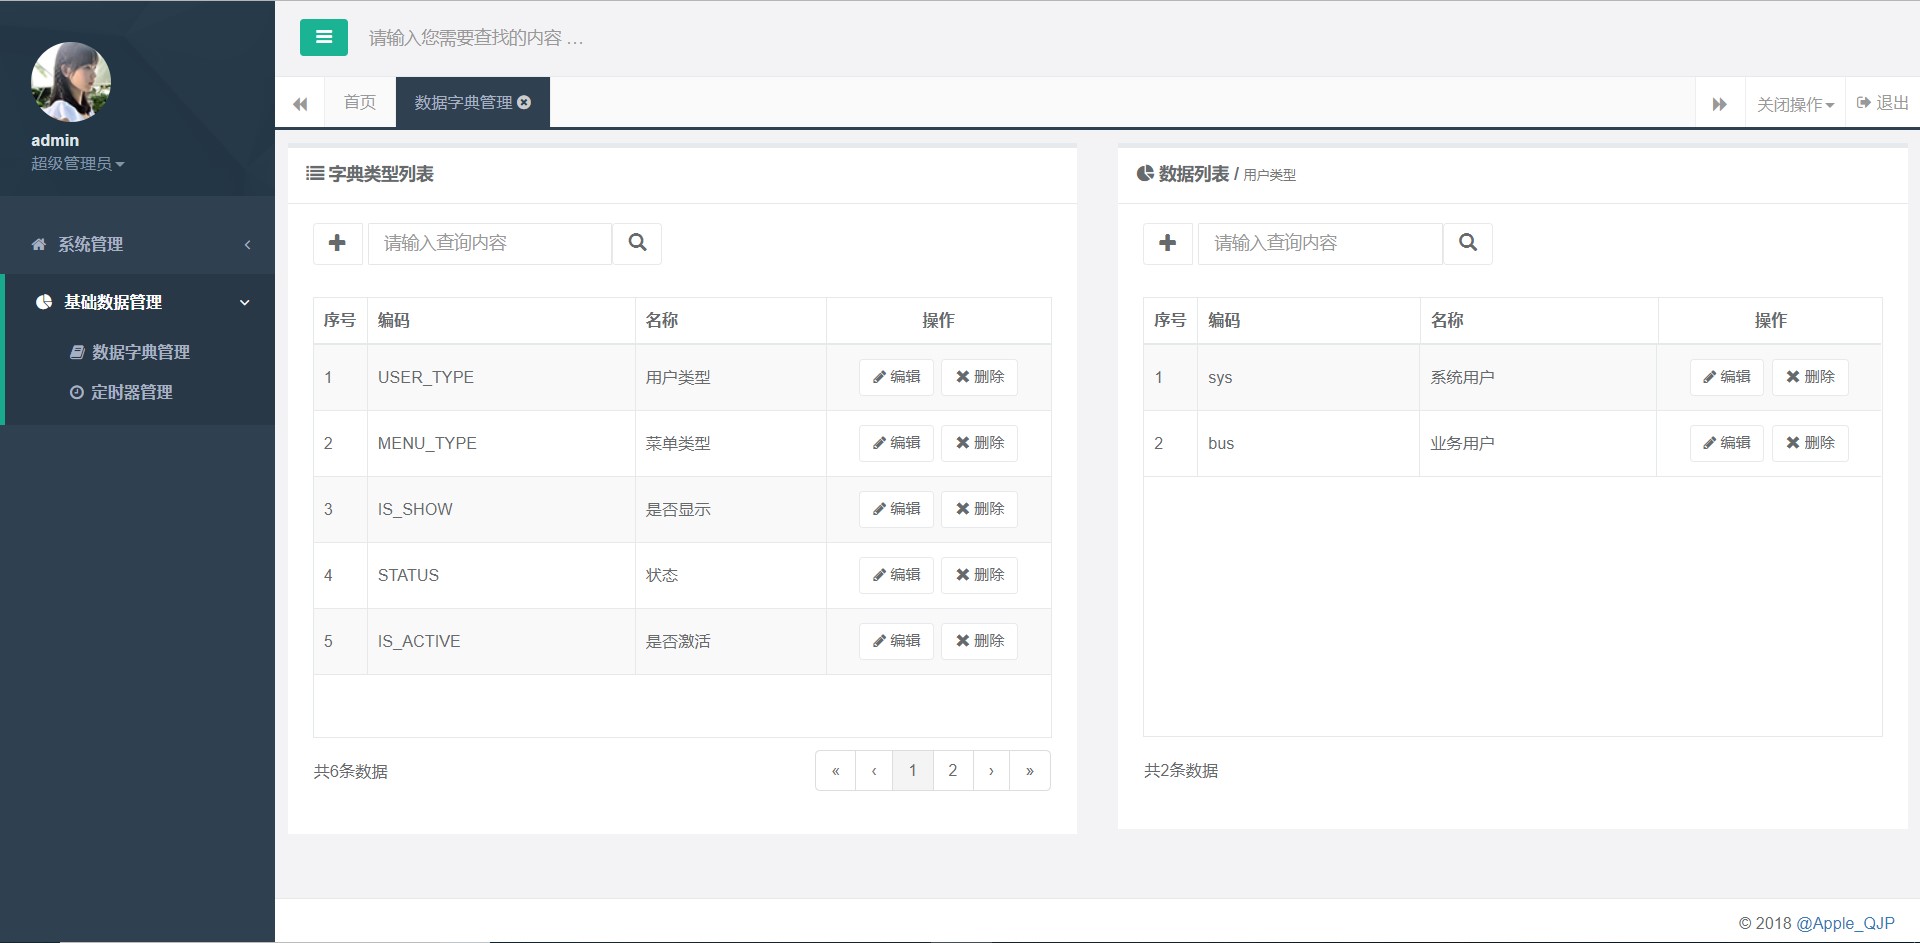 请输入您需要查找的内容 …
admin
超级管理员
首页
数据字典管理
关闭操作
退出
系统管理
基础数据管理
数据字典管理
定时器管理
字典类型列表
请输入查询内容
序号 编码 名称 操作
1 USER_TYPE 用户类型 编辑 删除
2 MENU_TYPE 菜单类型 编辑 删除
3 IS_SHOW 是否显示 编辑 删除
4 STATUS 状态 编辑 删除
5 IS_ACTIVE 是否激活 编辑 删除
共6条数据
« ‹ 1 2 › »
数据列表 / 用户类型
请输入查询内容
序号 编码 名称 操作
1 sys 系统用户 编辑 删除
2 bus 业务用户 编辑 删除
共2条数据
© 2018 @Apple_QJP